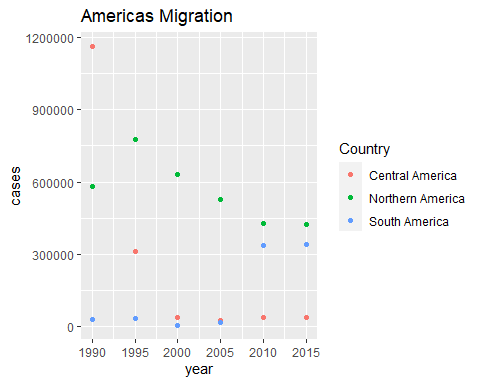 Americas Migration
1200000
900000
600000
300000
0
cases
1990 1995 2000 2005 2010 2015
year
Country
Central America
Northern America
South America